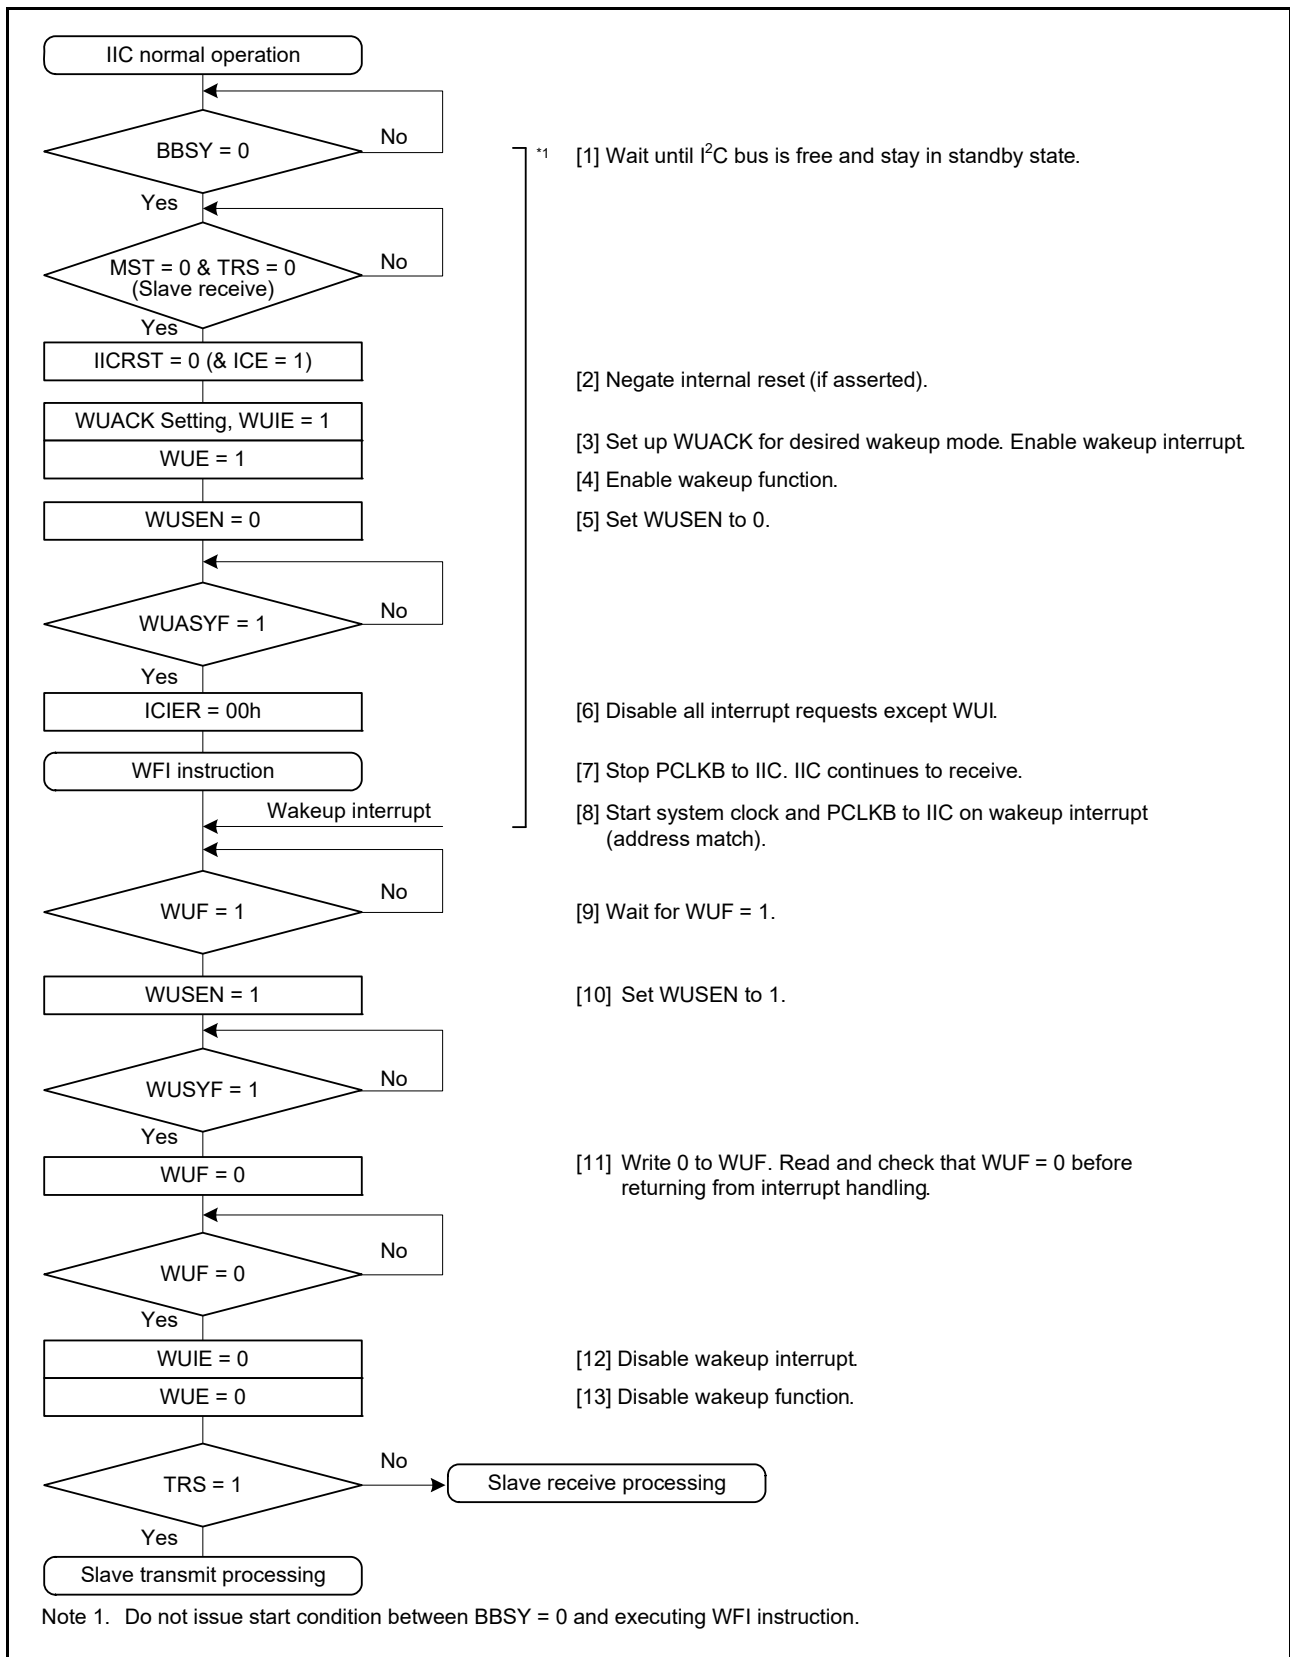 IIC normal operation
BBSY = 0
No
*1
[1] Wait until I²C bus is free and stay in standby state.
Yes
MST = 0 & TRS = 0
(Slave receive)
No
Yes
IICRST = 0 (& ICE = 1)
[2] Negate internal reset (if asserted).
WUACK Setting, WUIE = 1
[3] Set up WUACK for desired wakeup mode. Enable wakeup interrupt.
WUE = 1
[4] Enable wakeup function.
WUSEN = 0
[5] Set WUSEN to 0.
WUASYF = 1
No
Yes
ICIER = 00h
[6] Disable all interrupt requests except WUI.
WFI instruction
[7] Stop PCLKB to IIC. IIC continues to receive.
Wakeup interrupt
[8] Start system clock and PCLKB to IIC on wakeup interrupt
(address match).
WUF = 1
No
[9] Wait for WUF = 1.
WUSEN = 1
[10] Set WUSEN to 1.
WUSYF = 1
No
Yes
WUF = 0
[11] Write 0 to WUF. Read and check that WUF = 0 before
returning from interrupt handling.
WUF = 0
No
Yes
WUIE = 0
[12] Disable wakeup interrupt.
WUE = 0
[13] Disable wakeup function.
TRS = 1
No
Slave receive processing
Yes
Slave transmit processing
Note 1. Do not issue start condition between BBSY = 0 and executing WFI instruction.